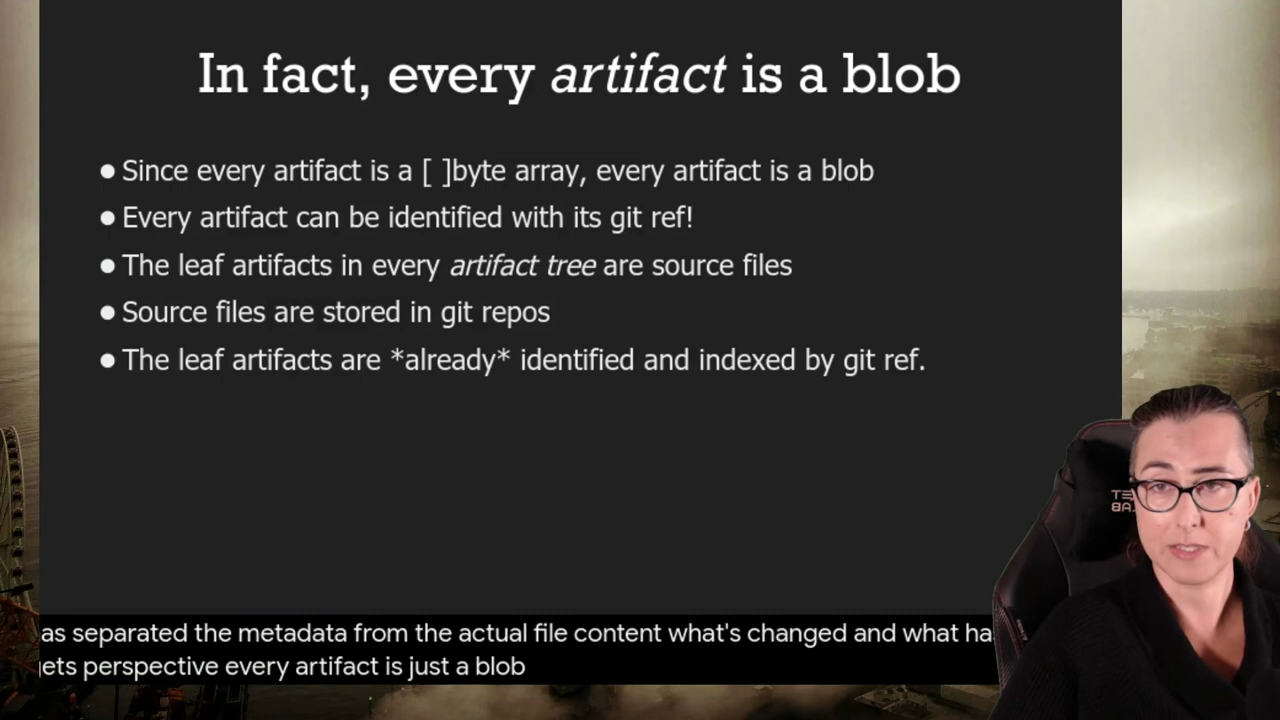 In fact, every artifact is a blob
● Since every artifact is a [ ]byte array, every artifact is a blob
● Every artifact can be identified with its git ref!
● The leaf artifacts in every artifact tree are source files
● Source files are stored in git repos
● The leaf artifacts are *already* identified and indexed by git ref.
as separated the metadata from the actual file content what's changed and what ha
ets perspective every artifact is just a blob